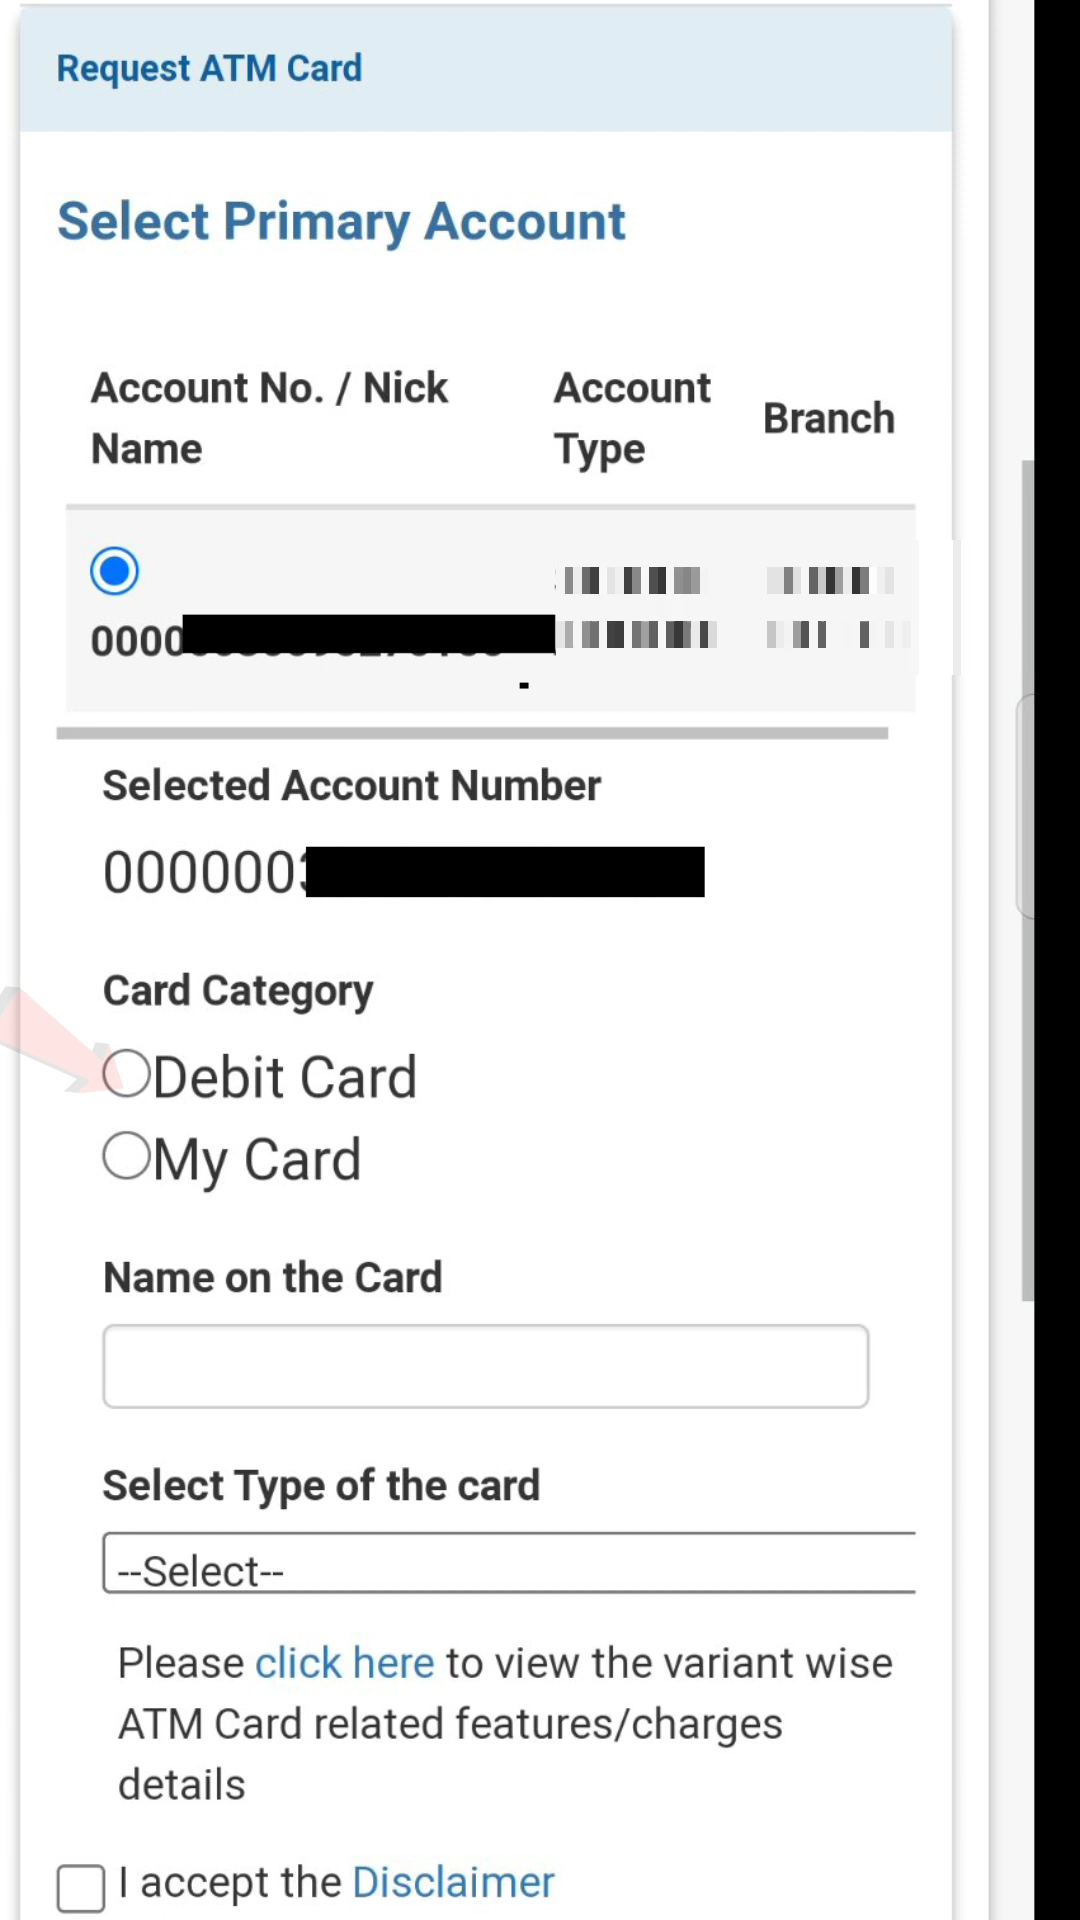 Request ATM Card
Select Primary Account
Account No. / Nick
Name
Account
Type
Branch
0000
Selected Account Number
000000
Card Category
Debit Card
My Card
Name on the Card
Select Type of the card
--Select--
Please click here to view the variant wise
ATM Card related features/charges
details
I accept the Disclaimer